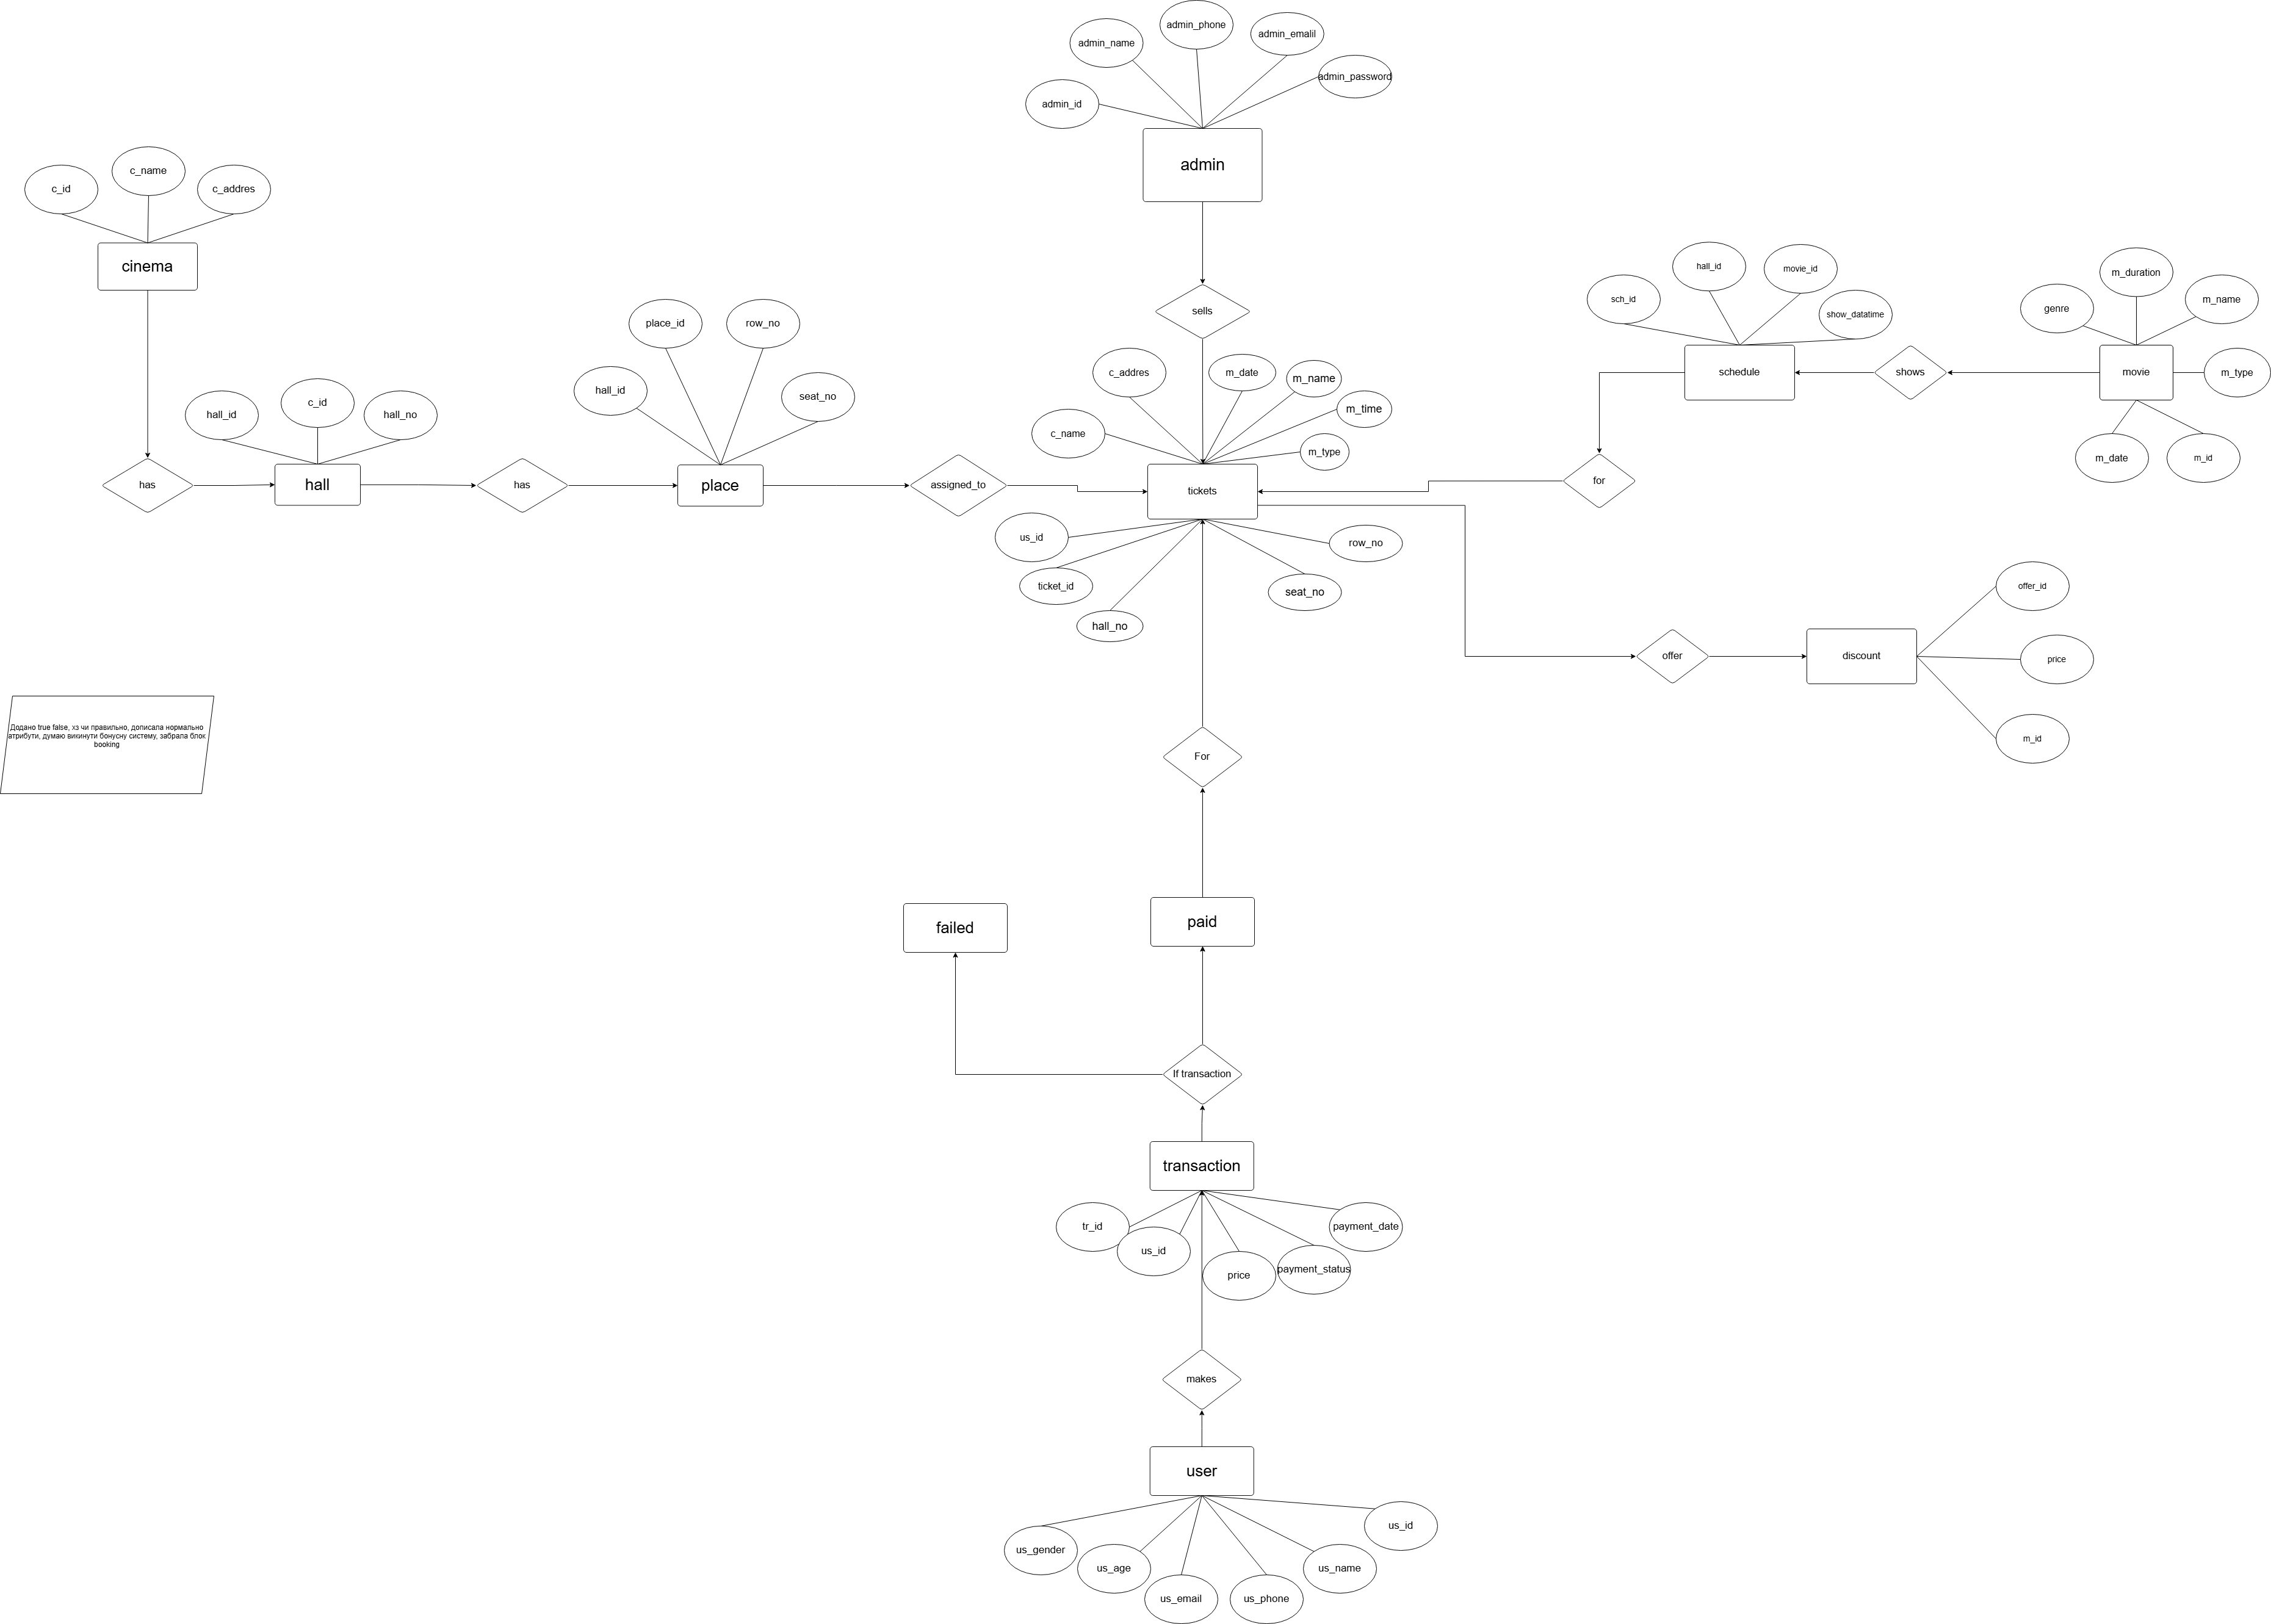 admin_phone
admin_emalil
admin_name
admin_password
admin_id
admin
c_name
c_id
c_addres
cinema
sells
hall_id
movie_id
sch_id
show_datatime
schedule
shows
m_duration
m_name
genre
movie
m_type
m_date
m_id
place_id
row_no
hall_id
seat_no
c_addres
m_date
m_name
m_time
c_name
m_type
hall_id
c_id
hall_no
has
hall
has
place
assigned_to
tickets
for
us_id
row_no
ticket_id
seat_no
hall_no
offer_id
offer
discount
price
m_id
Додано true false, хз чи правильно, дописала нормально
атрибути, думаю викинути бонусну систему, забрала блок
booking
For
failed
paid
If transaction
transaction
tr_id
us_id
price
payment_status
payment_date
makes
user
us_id
us_gender
us_age
us_name
us_email
us_phone